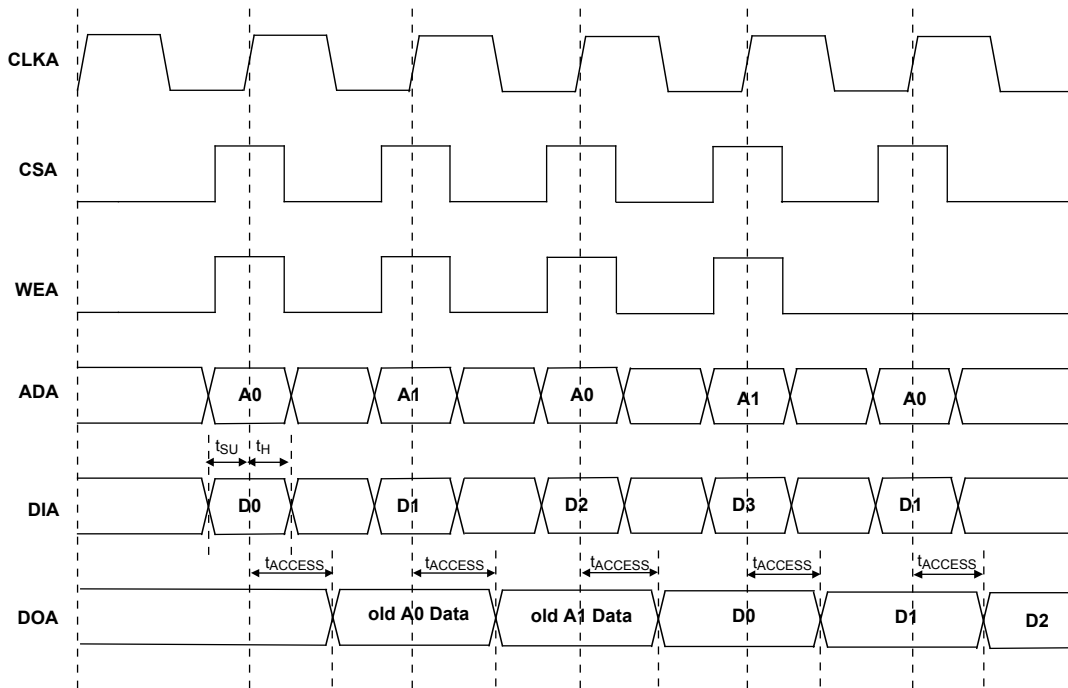 CLKA
CSA
WEA
ADA A0 A1 A0 A1 A0
tSU tH
DIA D0 D1 D2 D3 D1
tACCESS tACCESS tACCESS tACCESS tACCESS
DOA old A0 Data old A1 Data D0 D1 D2